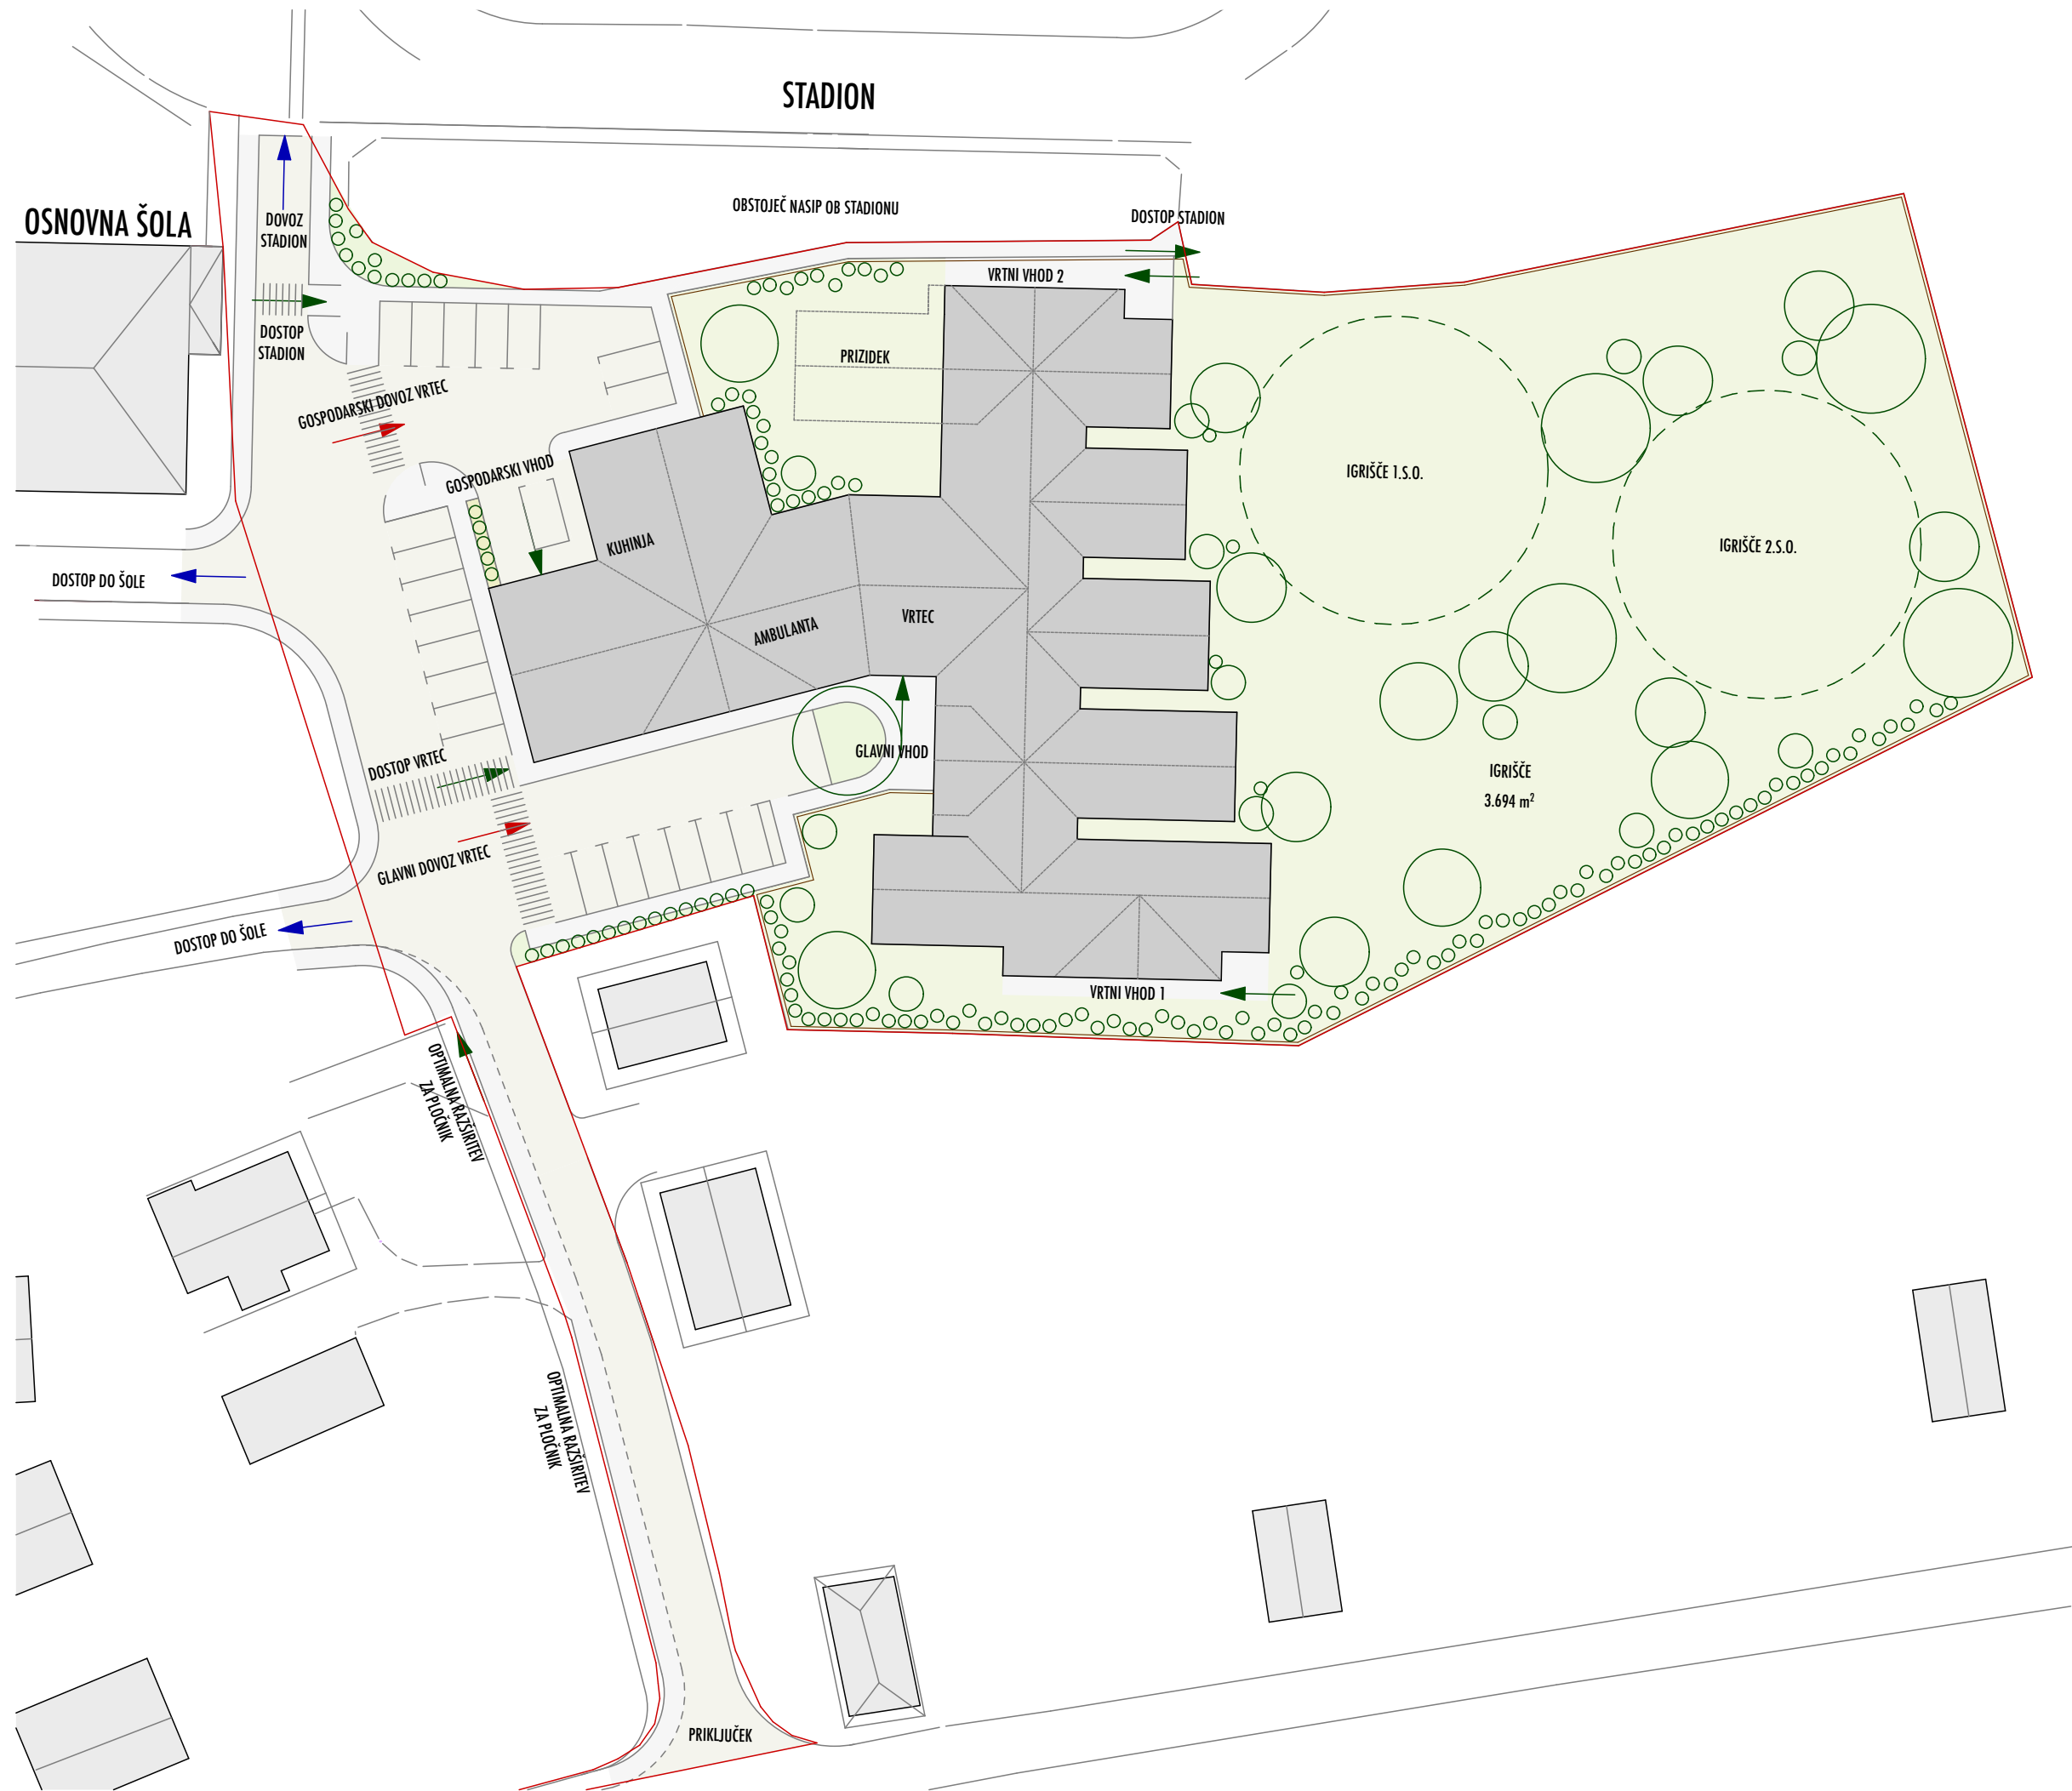 STADION
OSNOVNA ŠOLA
OBSTOJEČ NASIP OB STADIONU
DOSTOP STADION
DOVOZ
STADION
VRTNI VHOD 2
DOSTOP
STADION
PRIZIDEK
GOSPODARSKI DOVOZ VRTEC
GOSPODARSKI VHOD
IGRIŠČE 1.S.O.
IGRIŠČE 2.S.O.
KUHINJA
DOSTOP DO ŠOLE
VRTEC
AMBULANTA
GLAVNI VHOD
DOSTOP VRTEC
IGRIŠČE
3.694 m²
GLAVNI DOVOZ VRTEC
DOSTOP DO ŠOLE
VRTNI VHOD 1
OPTIMALNA RAZŠIRITEV
ZA PLOČNIK
OPTIMALNA RAZŠIRITEV
ZA PLOČNIK
PRIKLJUČEK